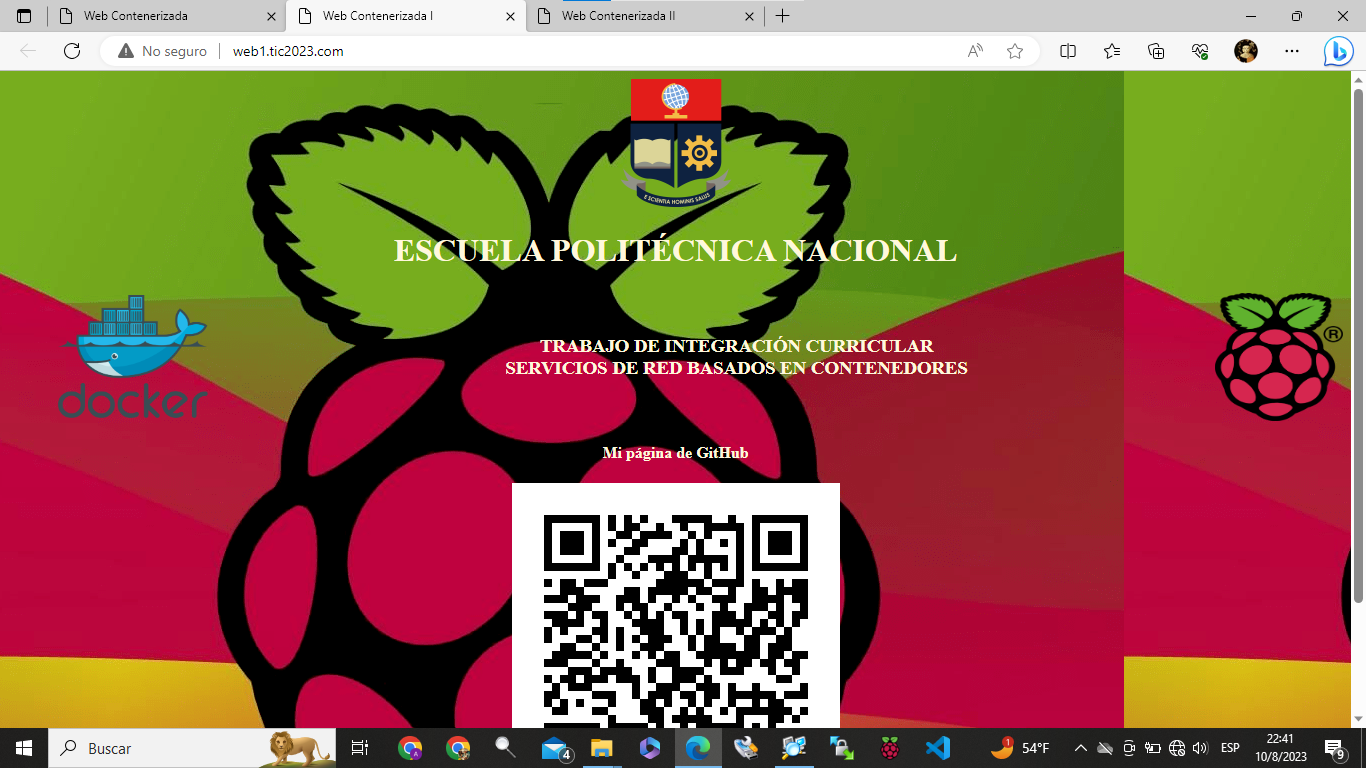 Web Contenerizada
Web Contenerizada I
Web Contenerizada II
No seguro
web1.tic2023.com
E SCIENTIA HOMINIS SALUS
ESCUELA POLITÉCNICA NACIONAL
docker
®
TRABAJO DE INTEGRACIÓN CURRICULAR
SERVICIOS DE RED BASADOS EN CONTENEDORES
Mi página de GitHub
Buscar
4
1
54°F
ESP
22:41
10/8/2023
9